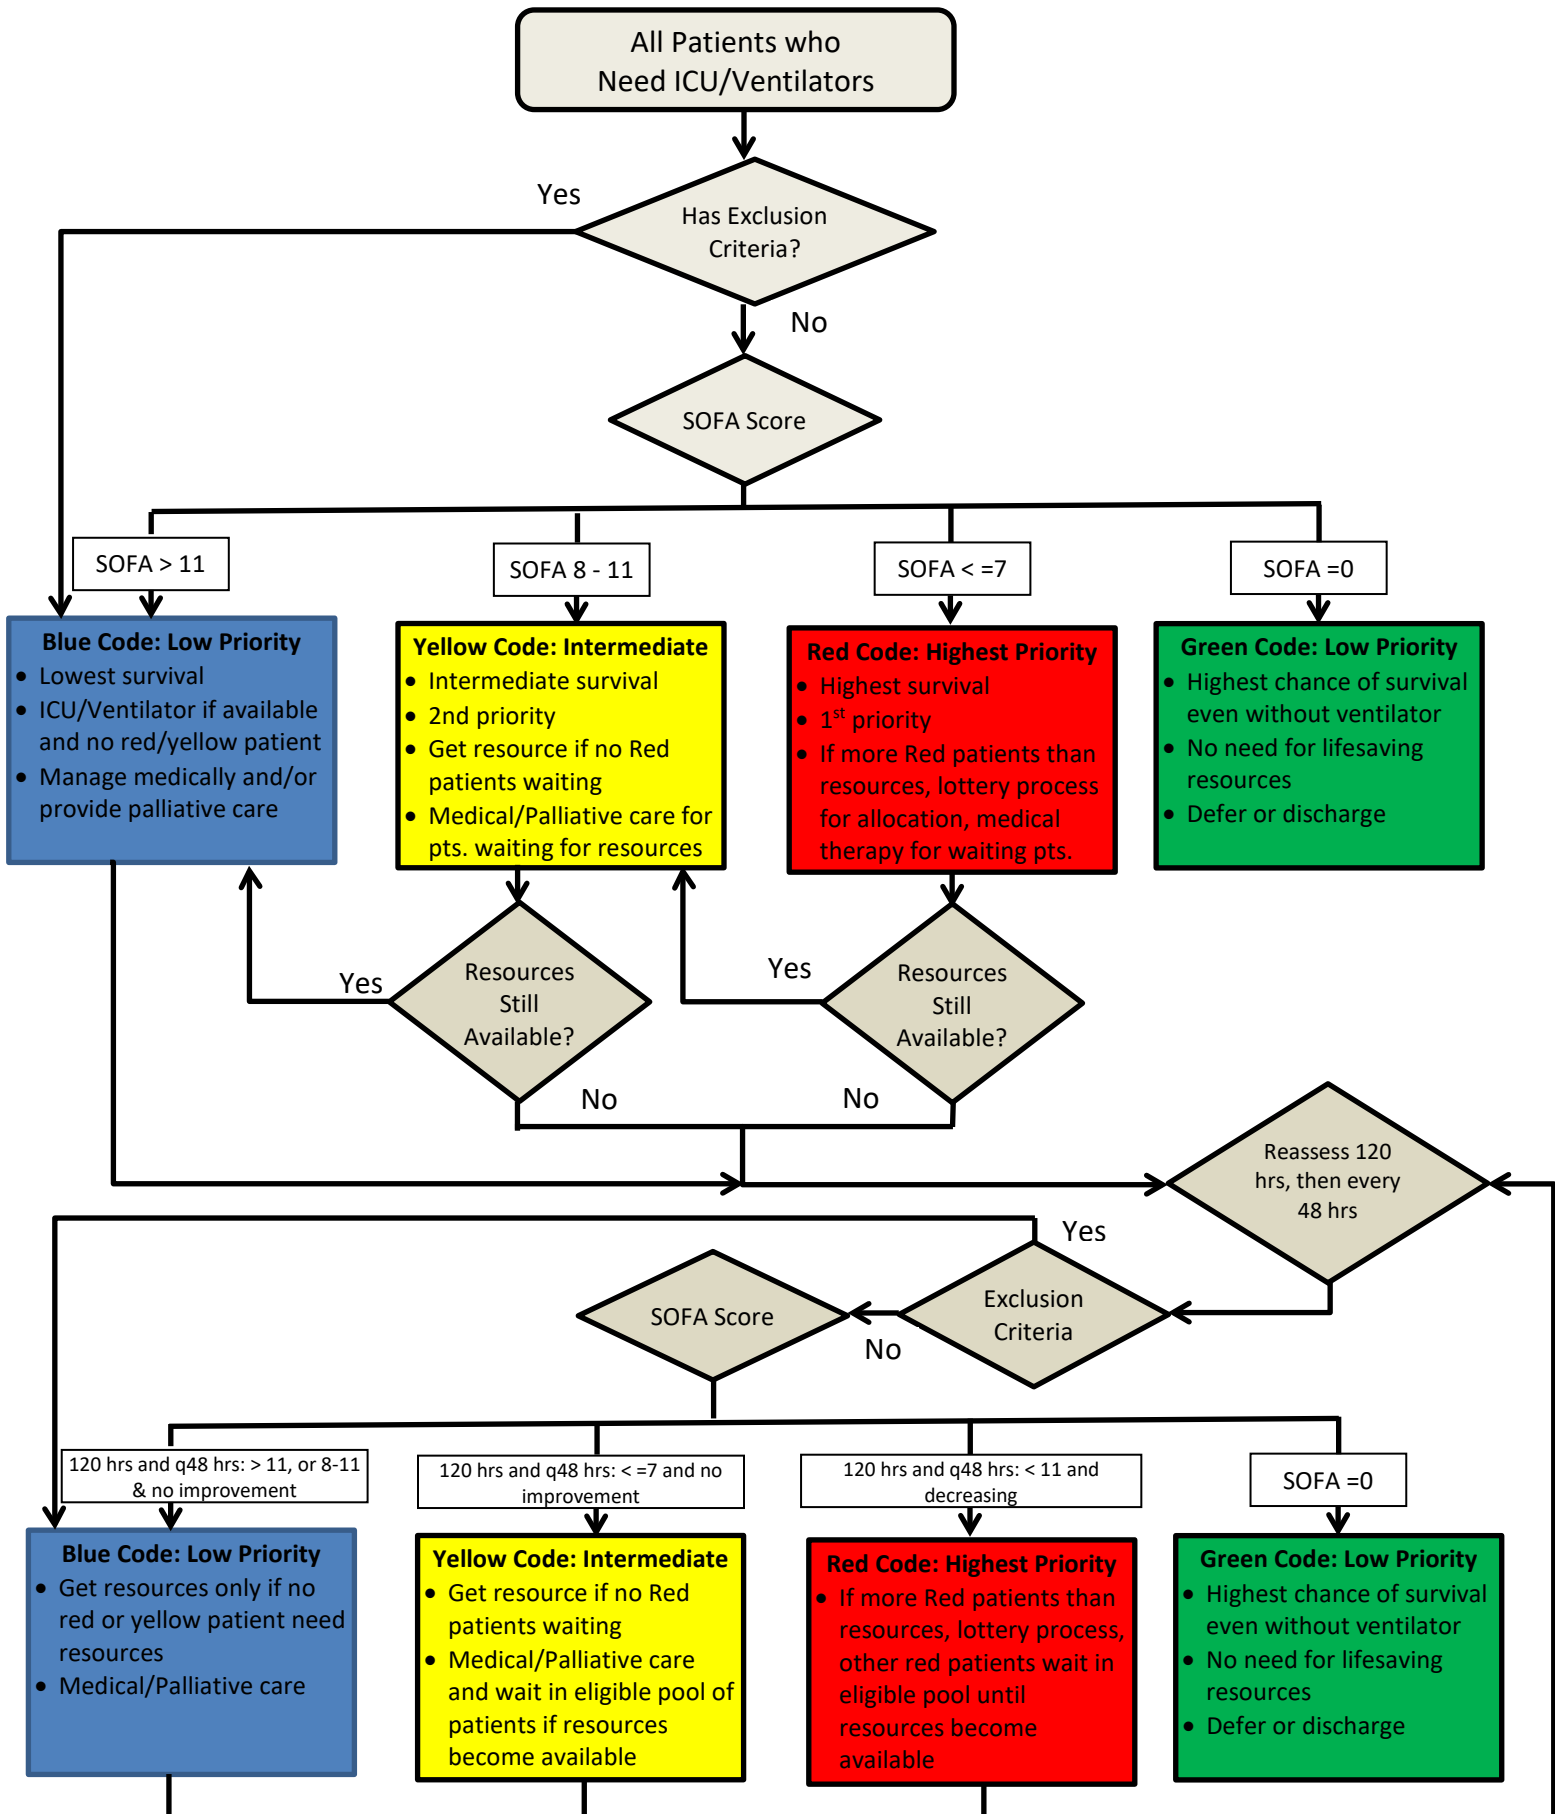 All Patients who
Need ICU/Ventilators
Yes
Has Exclusion
Criteria?
No
SOFA Score
SOFA > 11
SOFA 8 - 11
SOFA < =7
SOFA =0
Blue Code: Low Priority
• Lowest survival
• ICU/Ventilator if available
and no red/yellow patient
• Manage medically and/or
provide palliative care
Yellow Code: Intermediate
• Intermediate survival
• 2nd priority
• Get resource if no Red
patients waiting
• Medical/Palliative care for
pts. waiting for resources
Red Code: Highest Priority
• Highest survival
• 1st priority
• If more Red patients than
resources, lottery process
for allocation, medical
therapy for waiting pts.
Green Code: Low Priority
• Highest chance of survival
even without ventilator
• No need for lifesaving
resources
• Defer or discharge
Yes
Resources
Still
Available?
No
Yes
Resources
Still
Available?
No
Reassess 120
hrs, then every
48 hrs
Yes
Exclusion
Criteria
No
SOFA Score
120 hrs and q48 hrs: > 11, or 8-11
& no improvement
120 hrs and q48 hrs: < =7 and no
improvement
120 hrs and q48 hrs: < 11 and
decreasing
SOFA =0
Blue Code: Low Priority
• Get resources only if no
red or yellow patient need
resources
• Medical/Palliative care
Yellow Code: Intermediate
• Get resource if no Red
patients waiting
• Medical/Palliative care
and wait in eligible pool of
patients if resources
become available
Red Code: Highest Priority
• If more Red patients than
resources, lottery process,
other red patients wait in
eligible pool until
resources become
available
Green Code: Low Priority
• Highest chance of survival
even without ventilator
• No need for lifesaving
resources
• Defer or discharge